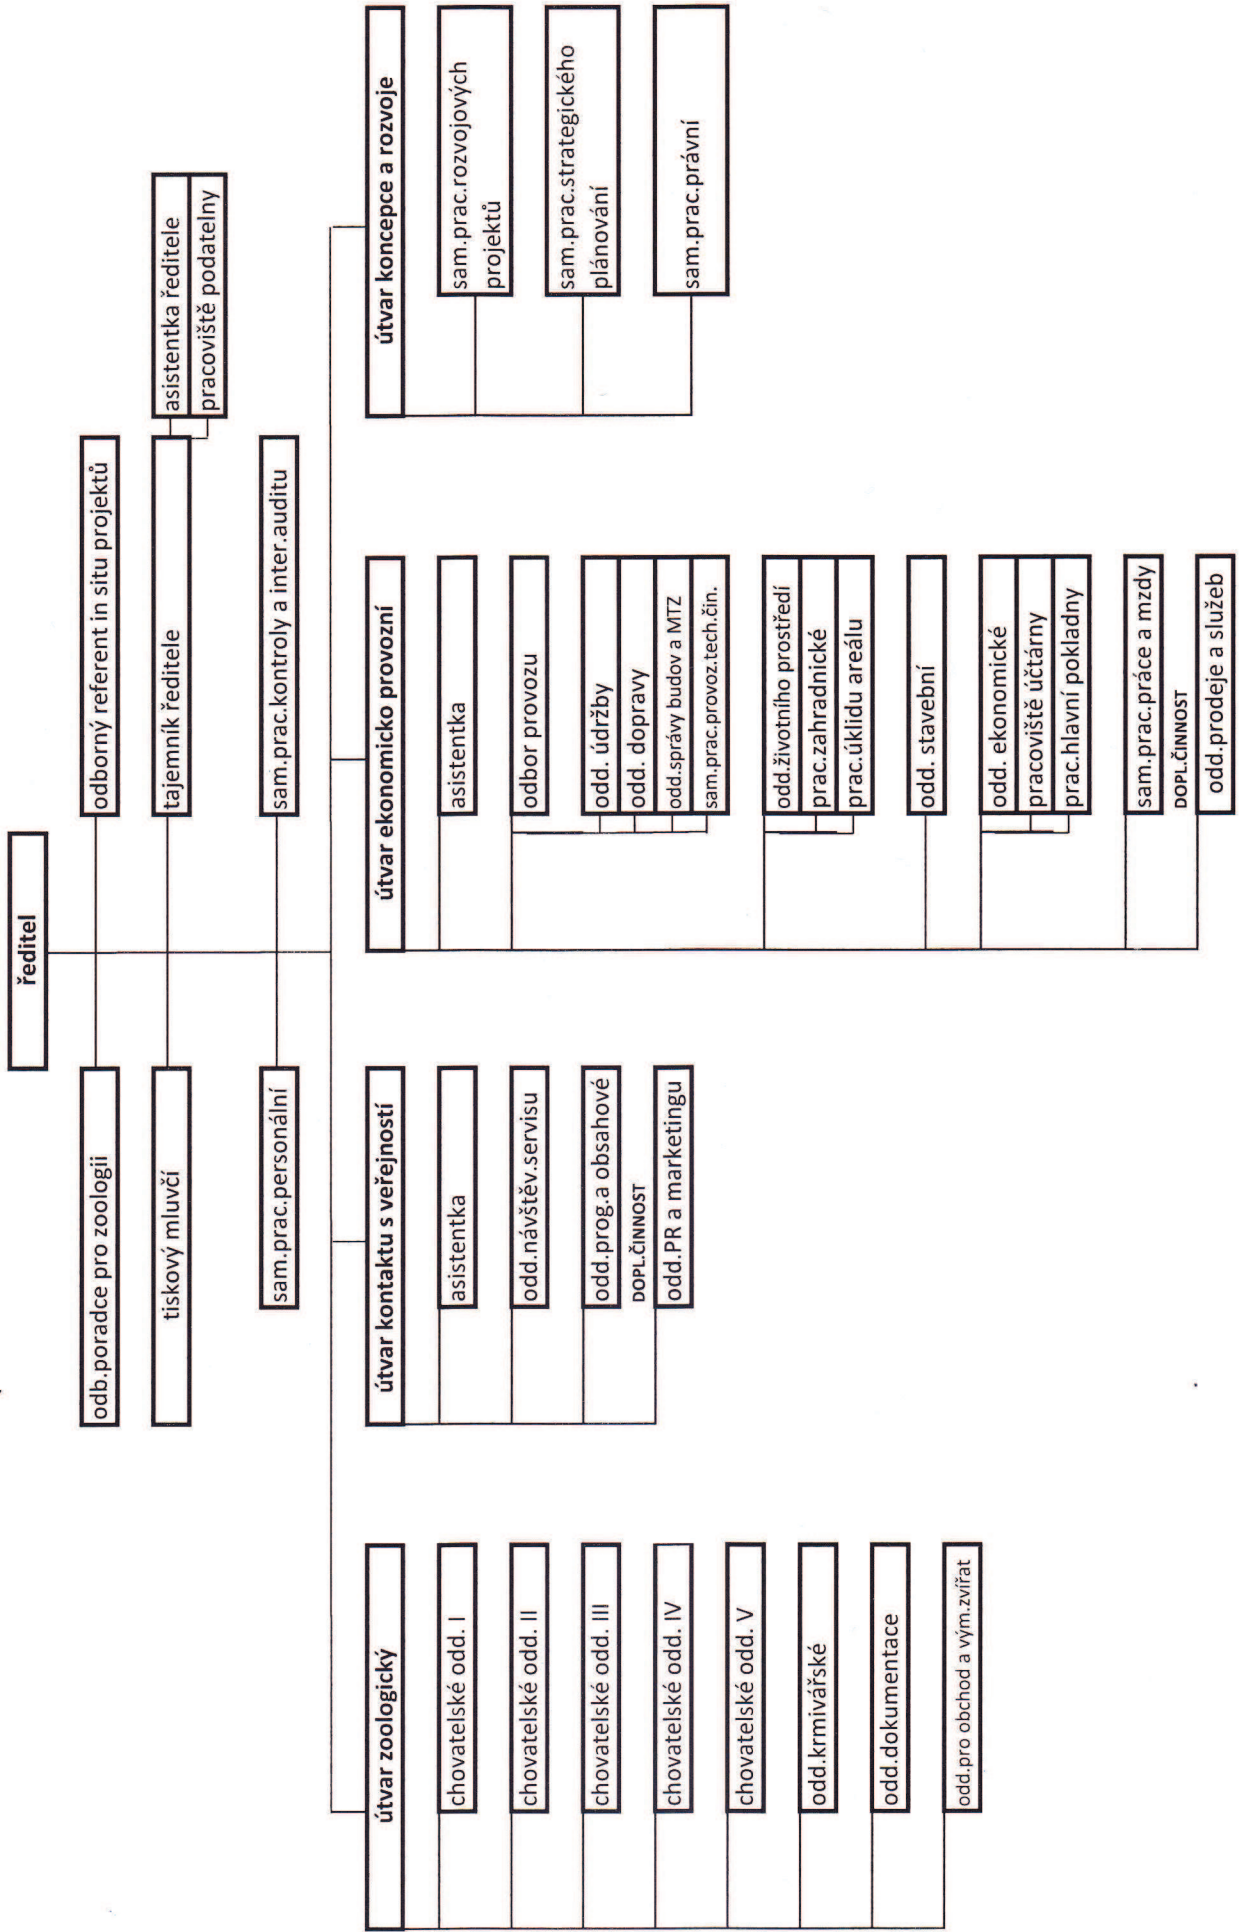 ředitel
odb.poradce pro zoologii
odborný referent in situ projektů
tiskový mluvčí
tajemník ředitele
asistentka ředitele
pracoviště podatelny
sam.prac.personální
sam.prac.kontroly a inter.auditu
útvar zoologický
chovatelské odd. I
chovatelské odd. II
chovatelské odd. III
chovatelské odd. IV
chovatelské odd. V
odd.krmivářské
odd.dokumentace
odd.pro obchod a vým.zvířat
útvar kontaktu s veřejností
asistentka
odd.návštěv.servisu
odd.prog.a obsahové
DOPL.ČINNOST
odd.PR a marketingu
útvar ekonomicko provozní
asistentka
odbor provozu
odd. údržby
odd. dopravy
odd.správy budov a MTZ
sam.prac.provoz.tech.čin.
odd.životního prostředí
prac.zahradnické
prac.úklidu areálu
odd. stavební
odd. ekonomické
pracoviště účtárny
prac.hlavní pokladny
sam.prac.práce a mzdy
DOPL.ČINNOST
odd.prodeje a služeb
útvar koncepce a rozvoje
sam.prac.rozvojových
projektů
sam.prac.strategického
plánování
sam.prac.právní